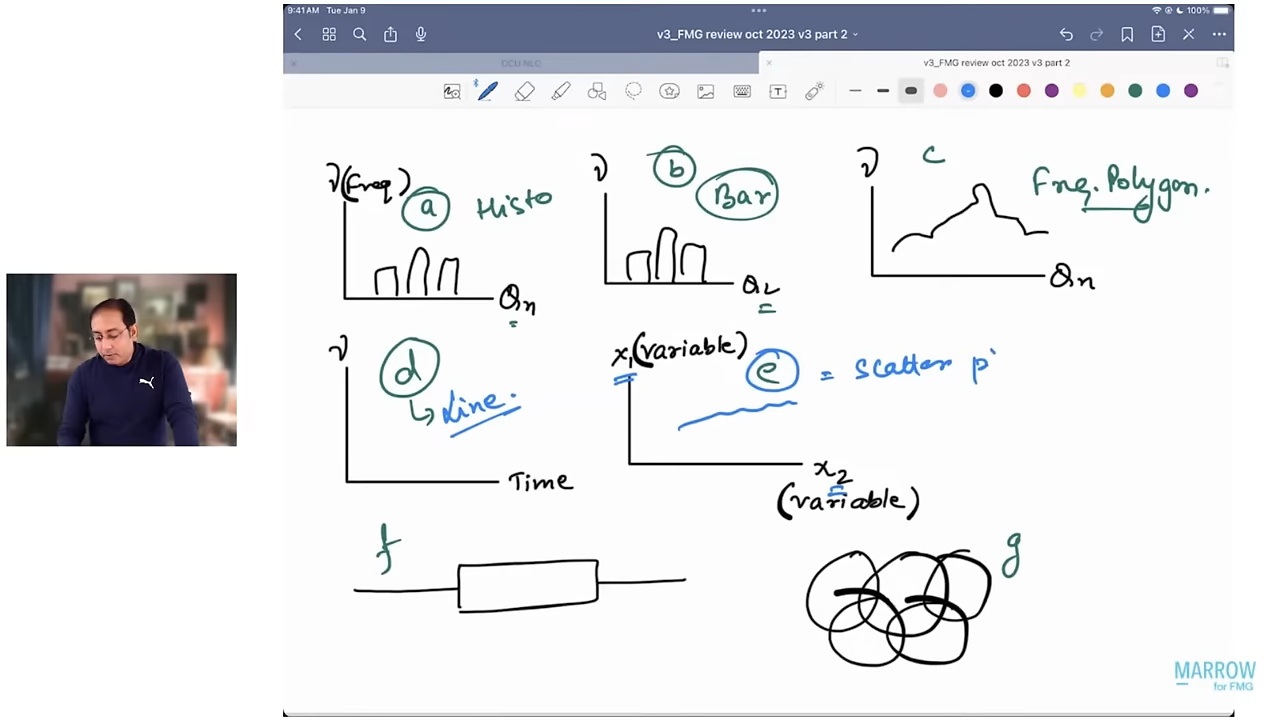 9:41 AM Tue Jan 9
100%
v3_FMG review oct 2023 v3 part 2
CCU NLC
v3_FMG review oct 2023 v3 part 2
ν(Freq)
a
Histo
Qn
ν
b
Bar
QL
ν
c
Freq. Polygon.
Qn
ν
d
↳ Line.
Time
x1(variable)
e = scatter p
x2
(variable)
f
g
MARROW
for FMG